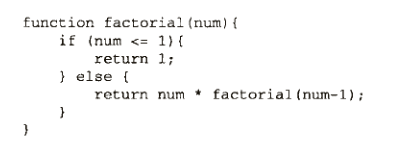 function factorial(num){
    if (num <= 1){
        return 1;
    } else {
        return num * factorial(num-1);
    }
}